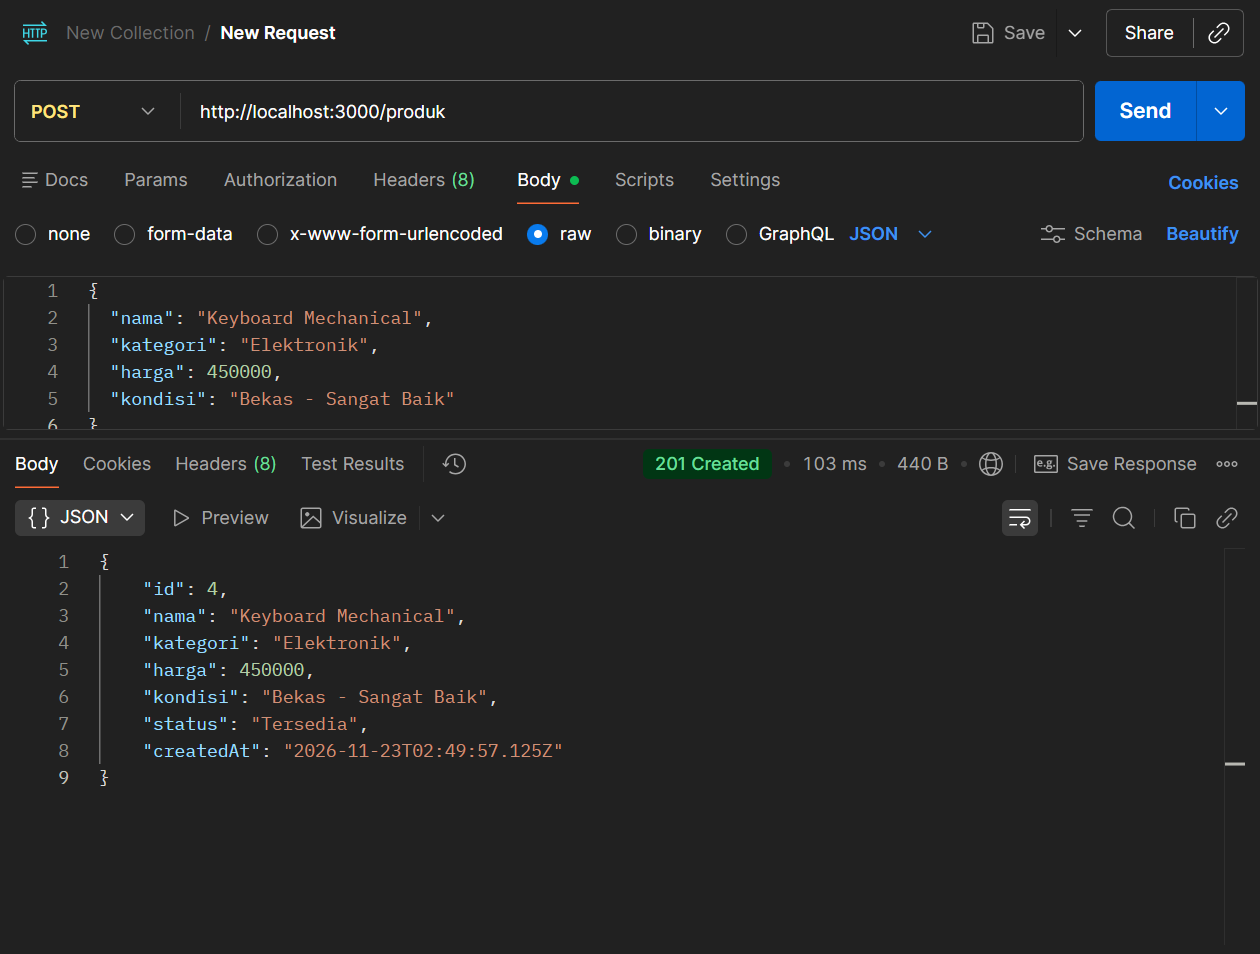 HTTP New Collection / New Request Save Share
POST http://localhost:3000/produk Send
Docs Params Authorization Headers (8) Body Scripts Settings Cookies
none form-data x-www-form-urlencoded raw binary GraphQL JSON Schema Beautify
1 {
2 "nama": "Keyboard Mechanical",
3 "kategori": "Elektronik",
4 "harga": 450000,
5 "kondisi": "Bekas - Sangat Baik"
6 }
Body Cookies Headers (8) Test Results 201 Created • 103 ms • 440 B • e.g. Save Response
{} JSON Preview Visualize
1 {
2 "id": 4,
3 "nama": "Keyboard Mechanical",
4 "kategori": "Elektronik",
5 "harga": 450000,
6 "kondisi": "Bekas - Sangat Baik",
7 "status": "Tersedia",
8 "createdAt": "2026-11-23T02:49:57.125Z"
9 }